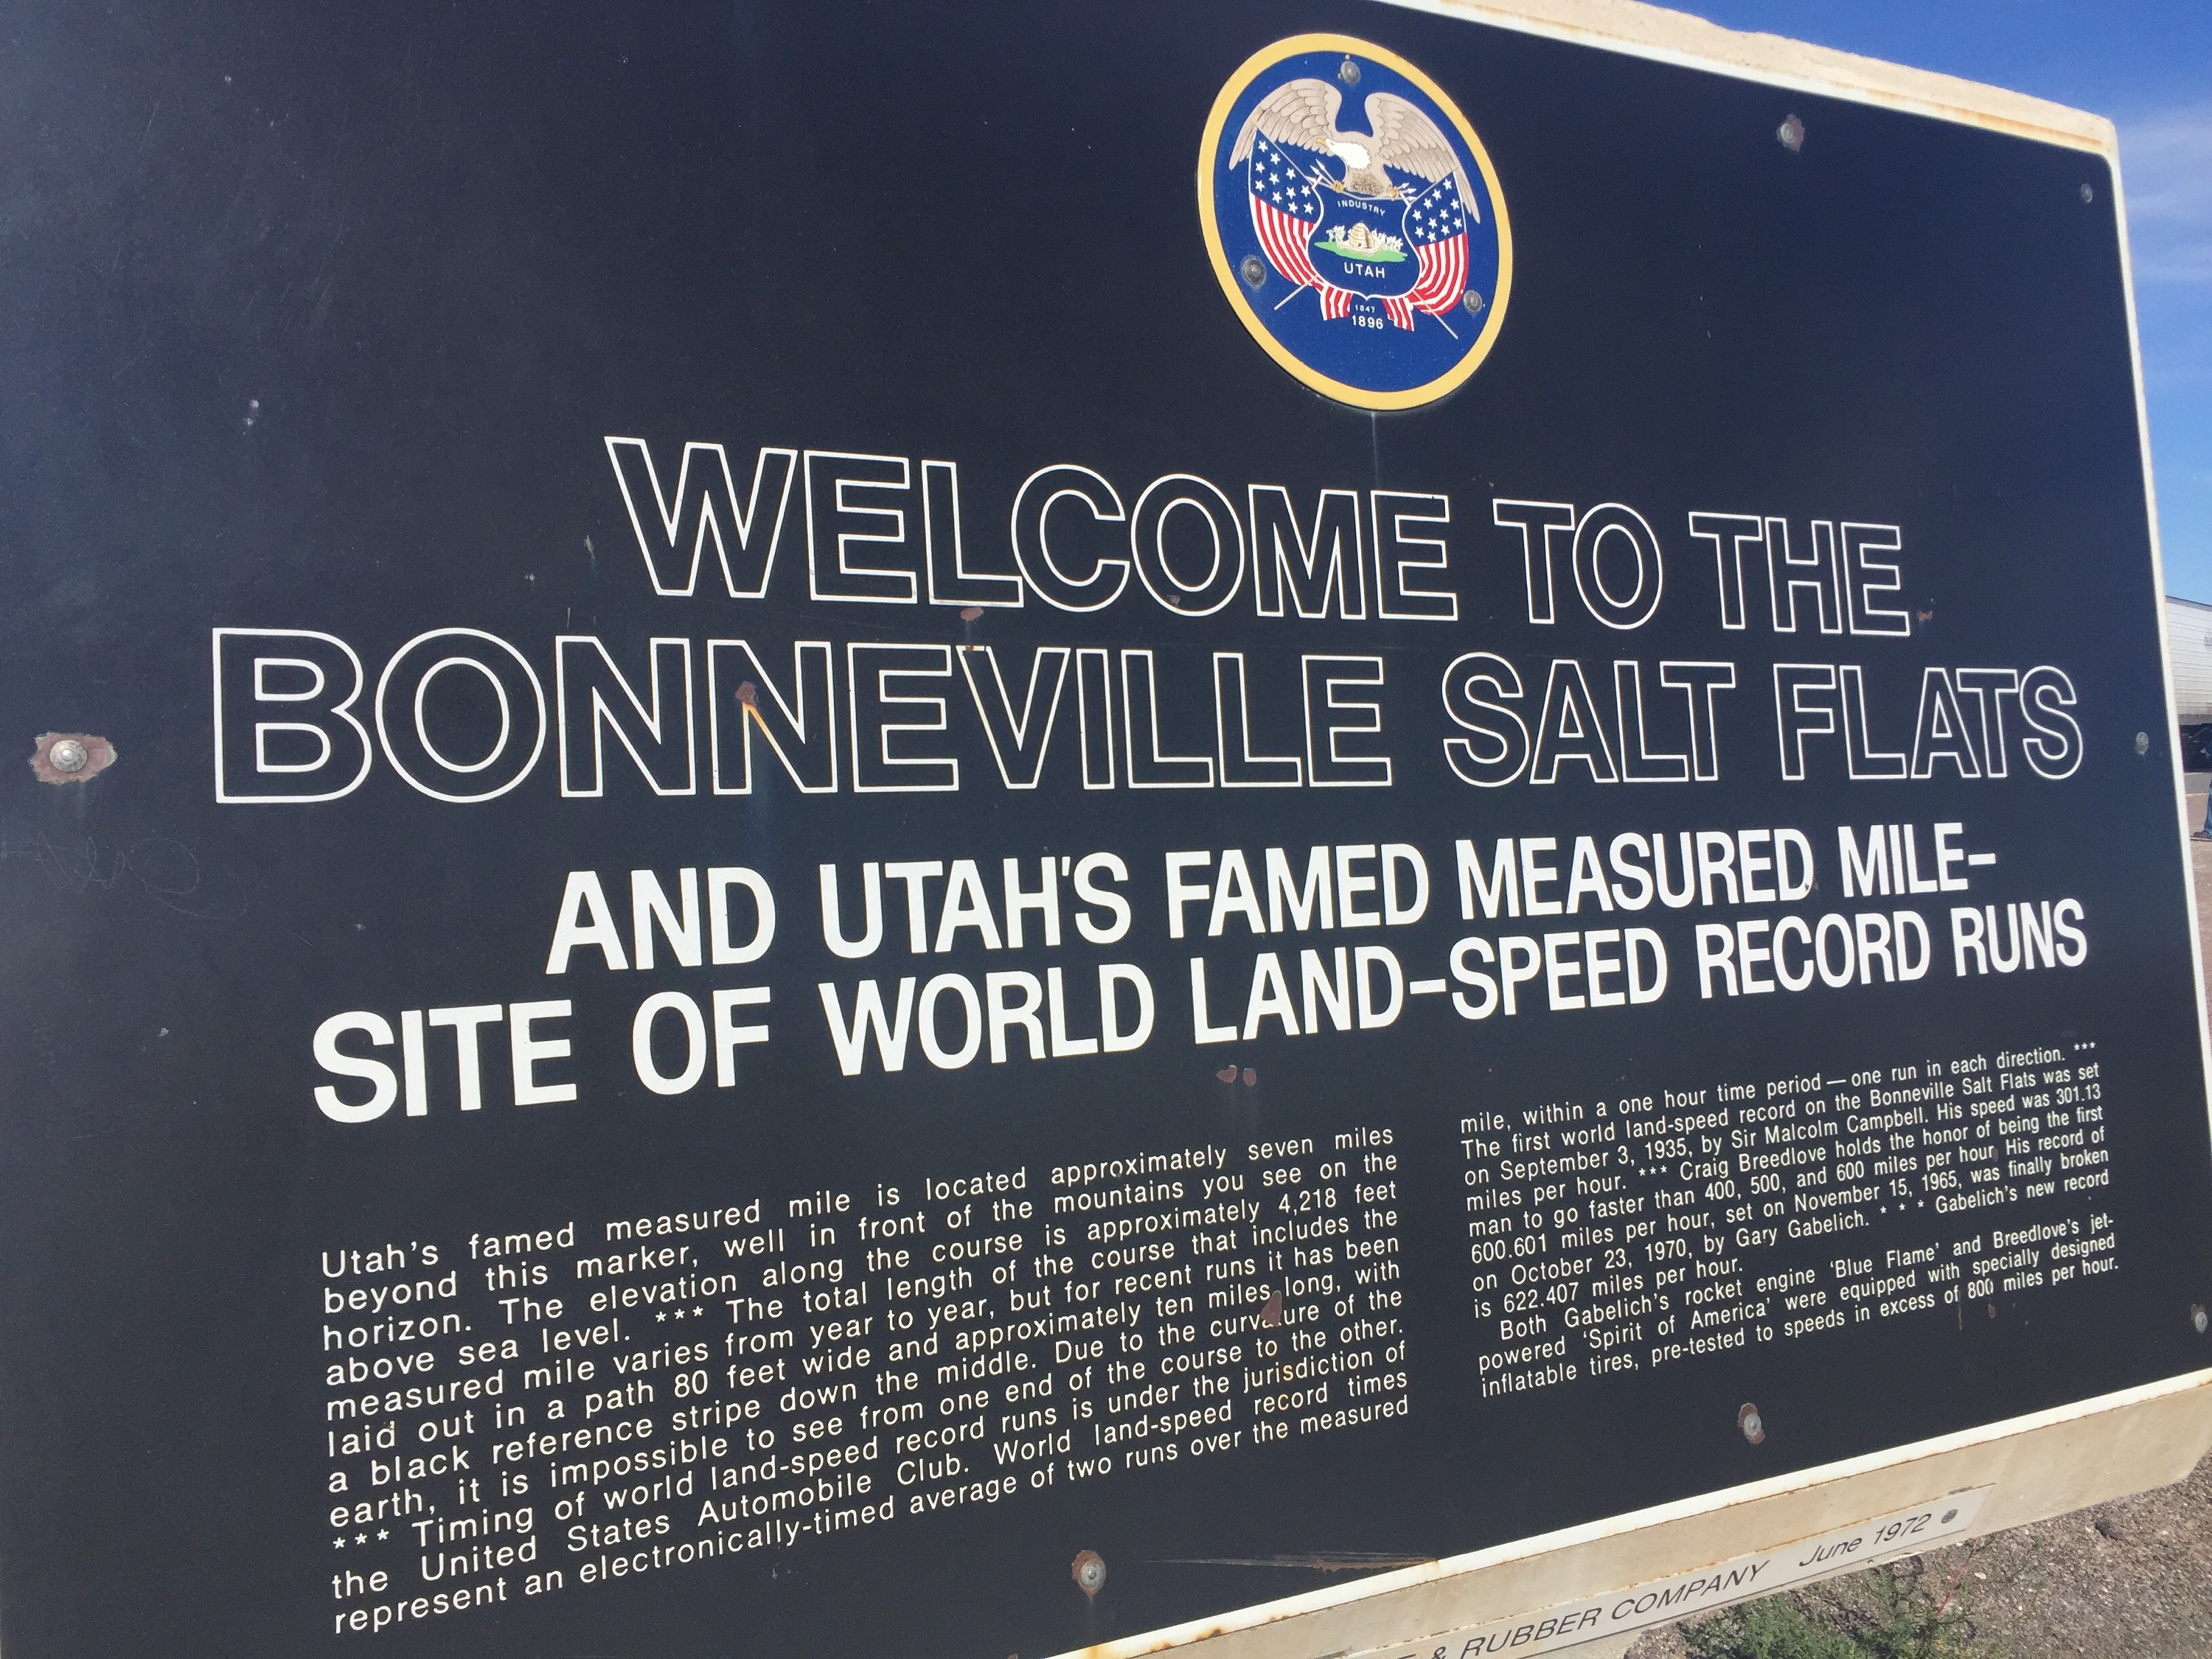 INDUSTRY
UTAH
1847
1896
WELCOME TO THE
BONNEVILLE SALT FLATS
AND UTAH'S FAMED MEASURED MILE-
SITE OF WORLD LAND-SPEED RECORD RUNS
Utah's famed measured mile is located approximately seven miles
beyond this marker, well in front of the mountains you see on the
horizon. The elevation along the course is approximately 4,218 feet
above sea level. *** The total length of the course that includes the
measured mile varies from year to year, but for recent runs it has been
laid out in a path 80 feet wide and approximately ten miles long, with
a black reference stripe down the middle. Due to the curvature of the
earth, it is impossible to see from one end of the course to the other.
*** Timing of world land-speed record runs is under the jurisdiction of
the United States Automobile Club. World land-speed record times
represent an electronically-timed average of two runs over the measured
mile, within a one hour time period — one run in each direction. ***
The first world land-speed record on the Bonneville Salt Flats was set
on September 3, 1935, by Sir Malcolm Campbell. His speed was 301.13
miles per hour. *** Craig Breedlove holds the honor of being the first
man to go faster than 400, 500, and 600 miles per hour. His record of
600.601 miles per hour, set on November 15, 1965, was finally broken
on October 23, 1970, by Gary Gabelich. * * * Gabelich's new record
is 622.407 miles per hour.
Both Gabelich's rocket engine 'Blue Flame' and Breedlove's jet-
powered 'Spirit of America' were equipped with specially designed
inflatable tires, pre-tested to speeds in excess of 800 miles per hour.
& RUBBER COMPANY June 1972